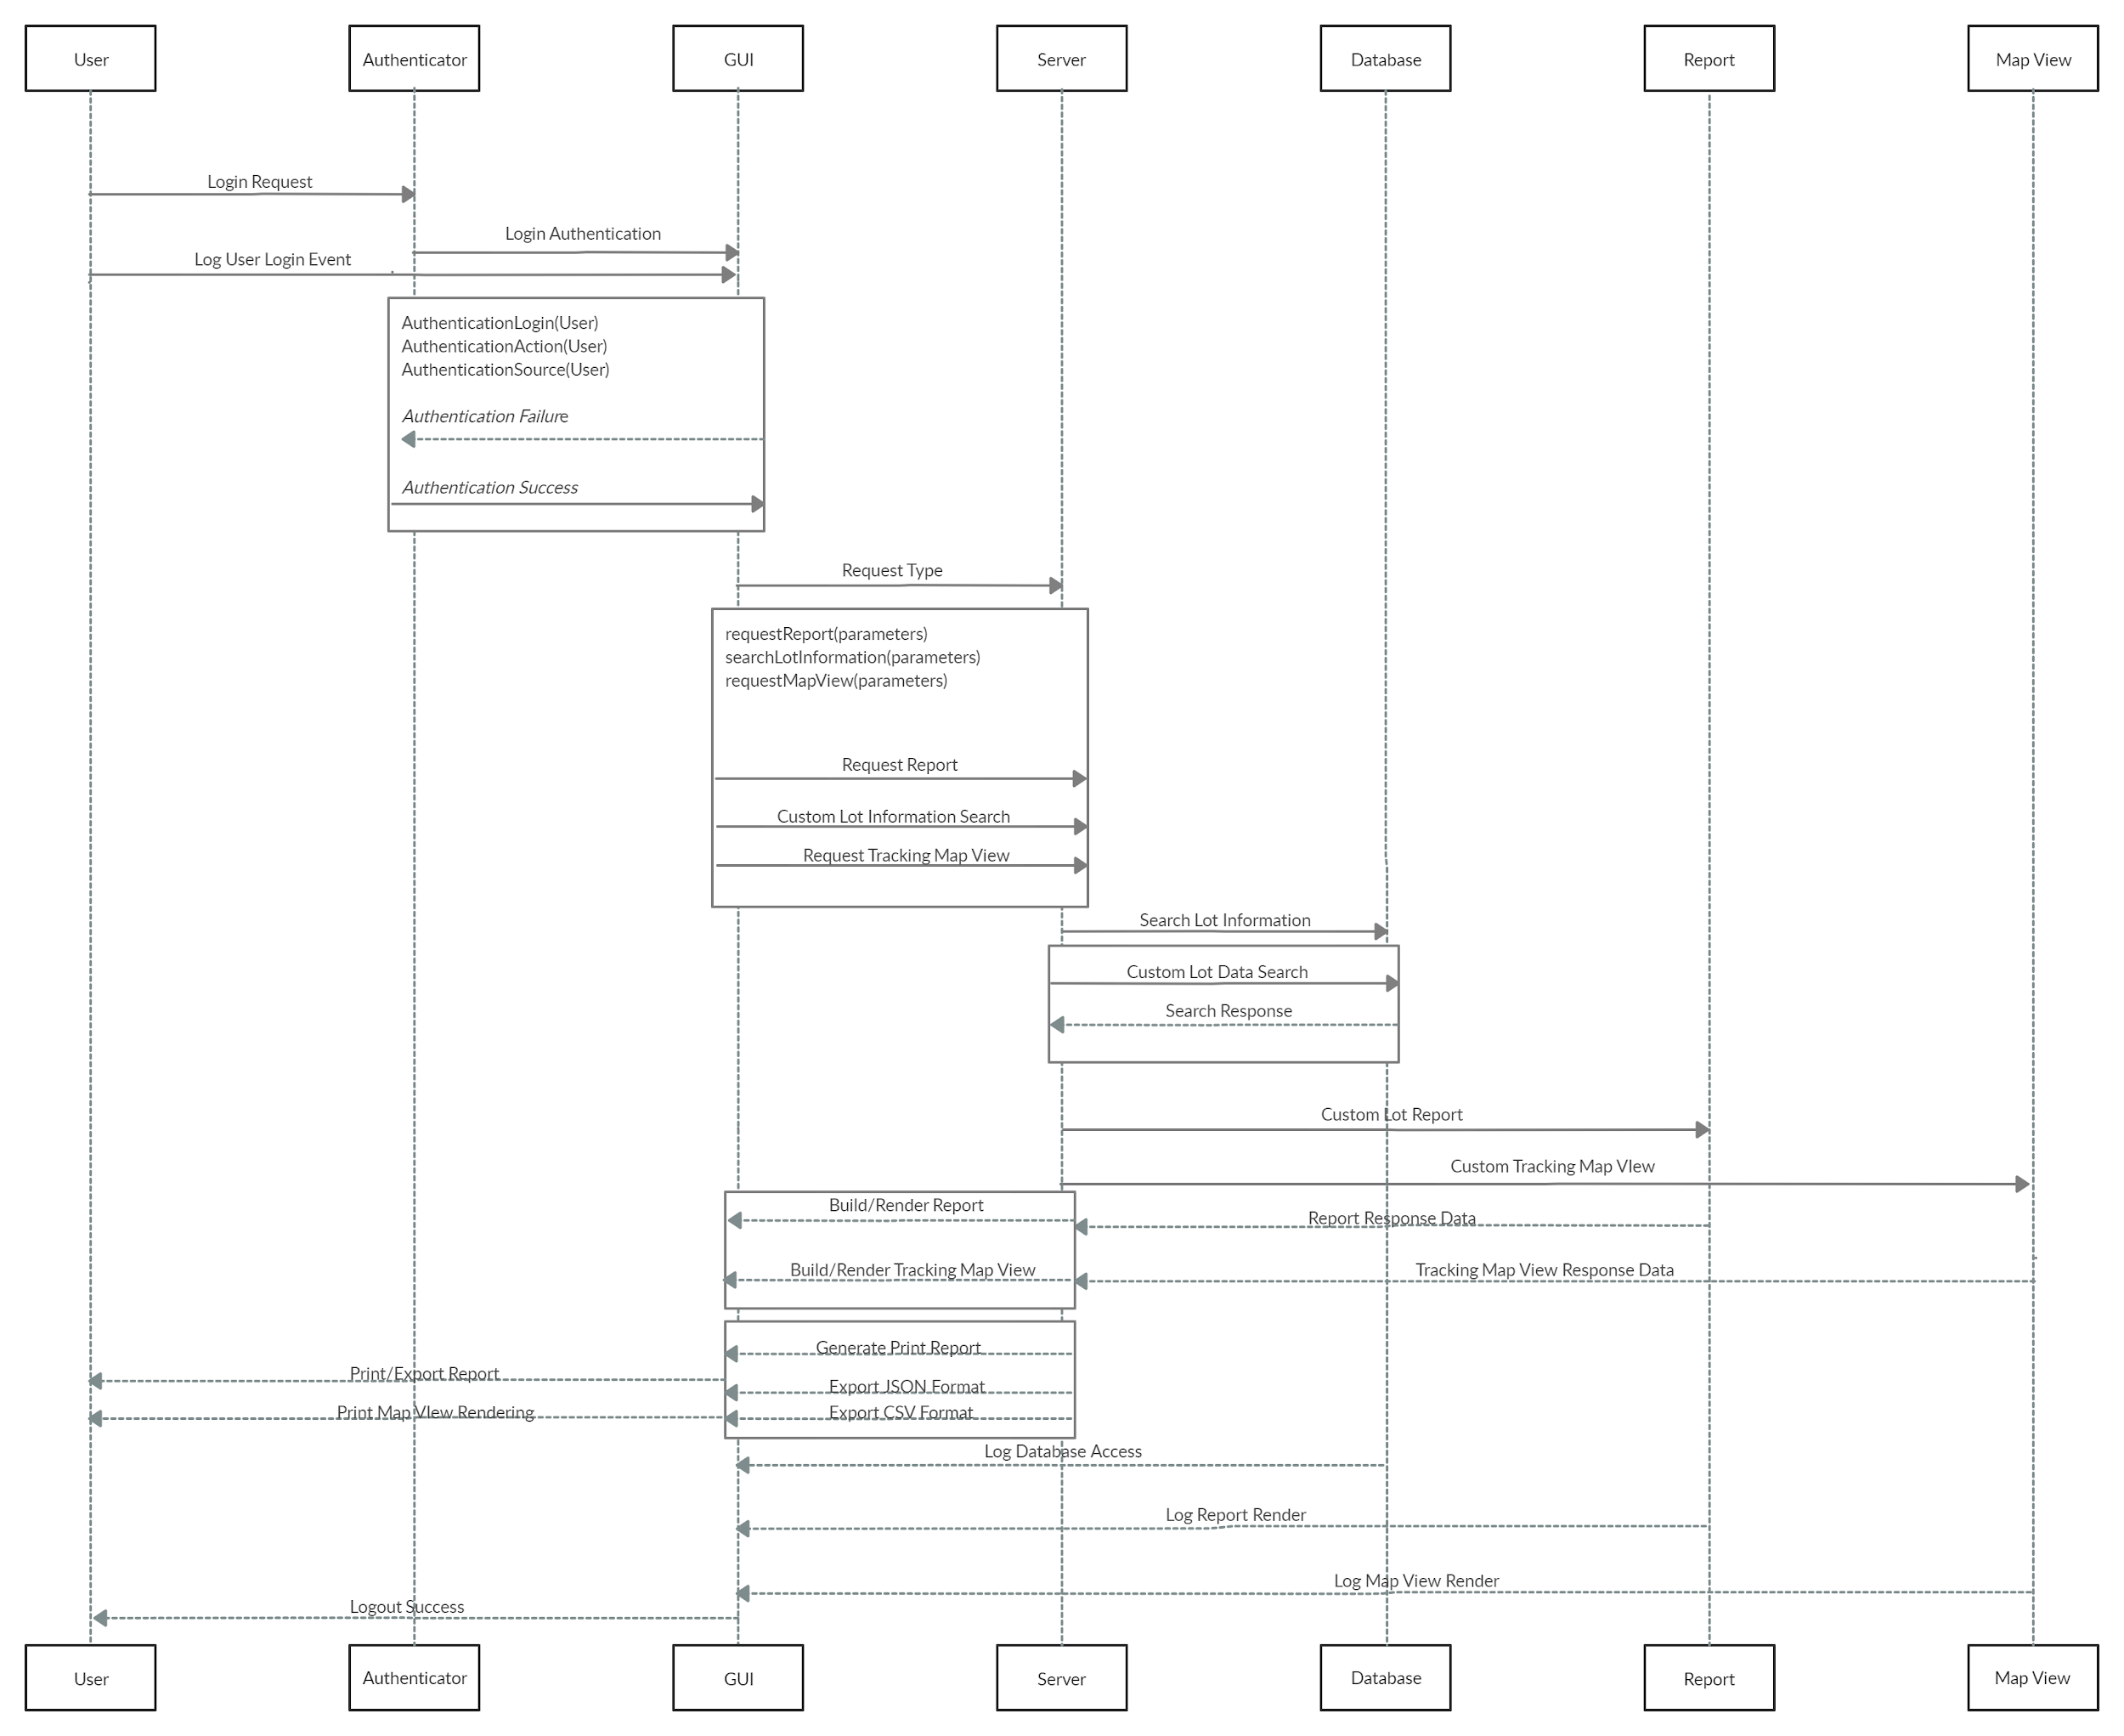 User
Authenticator
GUI
Server
Database
Report
Map View
Login Request
Login Authentication
Log User Login Event
AuthenticationLogin(User)
AuthenticationAction(User)
AuthenticationSource(User)
Authentication Failure
Authentication Success
Request Type
requestReport(parameters)
searchLotInformation(parameters)
requestMapView(parameters)
Request Report
Custom Lot Information Search
Request Tracking Map View
Search Lot Information
Custom Lot Data Search
Search Response
Custom Lot Report
Custom Tracking Map VIew
Build/Render Report
Report Response Data
Build/Render Tracking Map View
Tracking Map View Response Data
Generate Print Report
Print/Export Report
Export JSON Format
Print Map VIew Rendering
Export CSV Format
Log Database Access
Log Report Render
Log Map View Render
Logout Success
User
Authenticator
GUI
Server
Database
Report
Map View